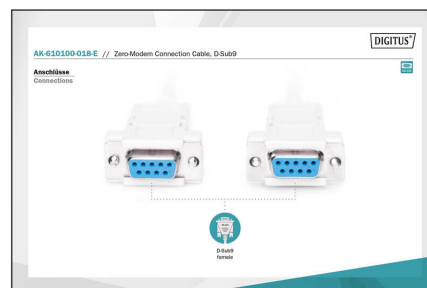 DIGITUS®
AK-610100-018-E // Zero-Modem Connection Cable, D-Sub9
Anschlüsse
Connections
D-Sub9
female